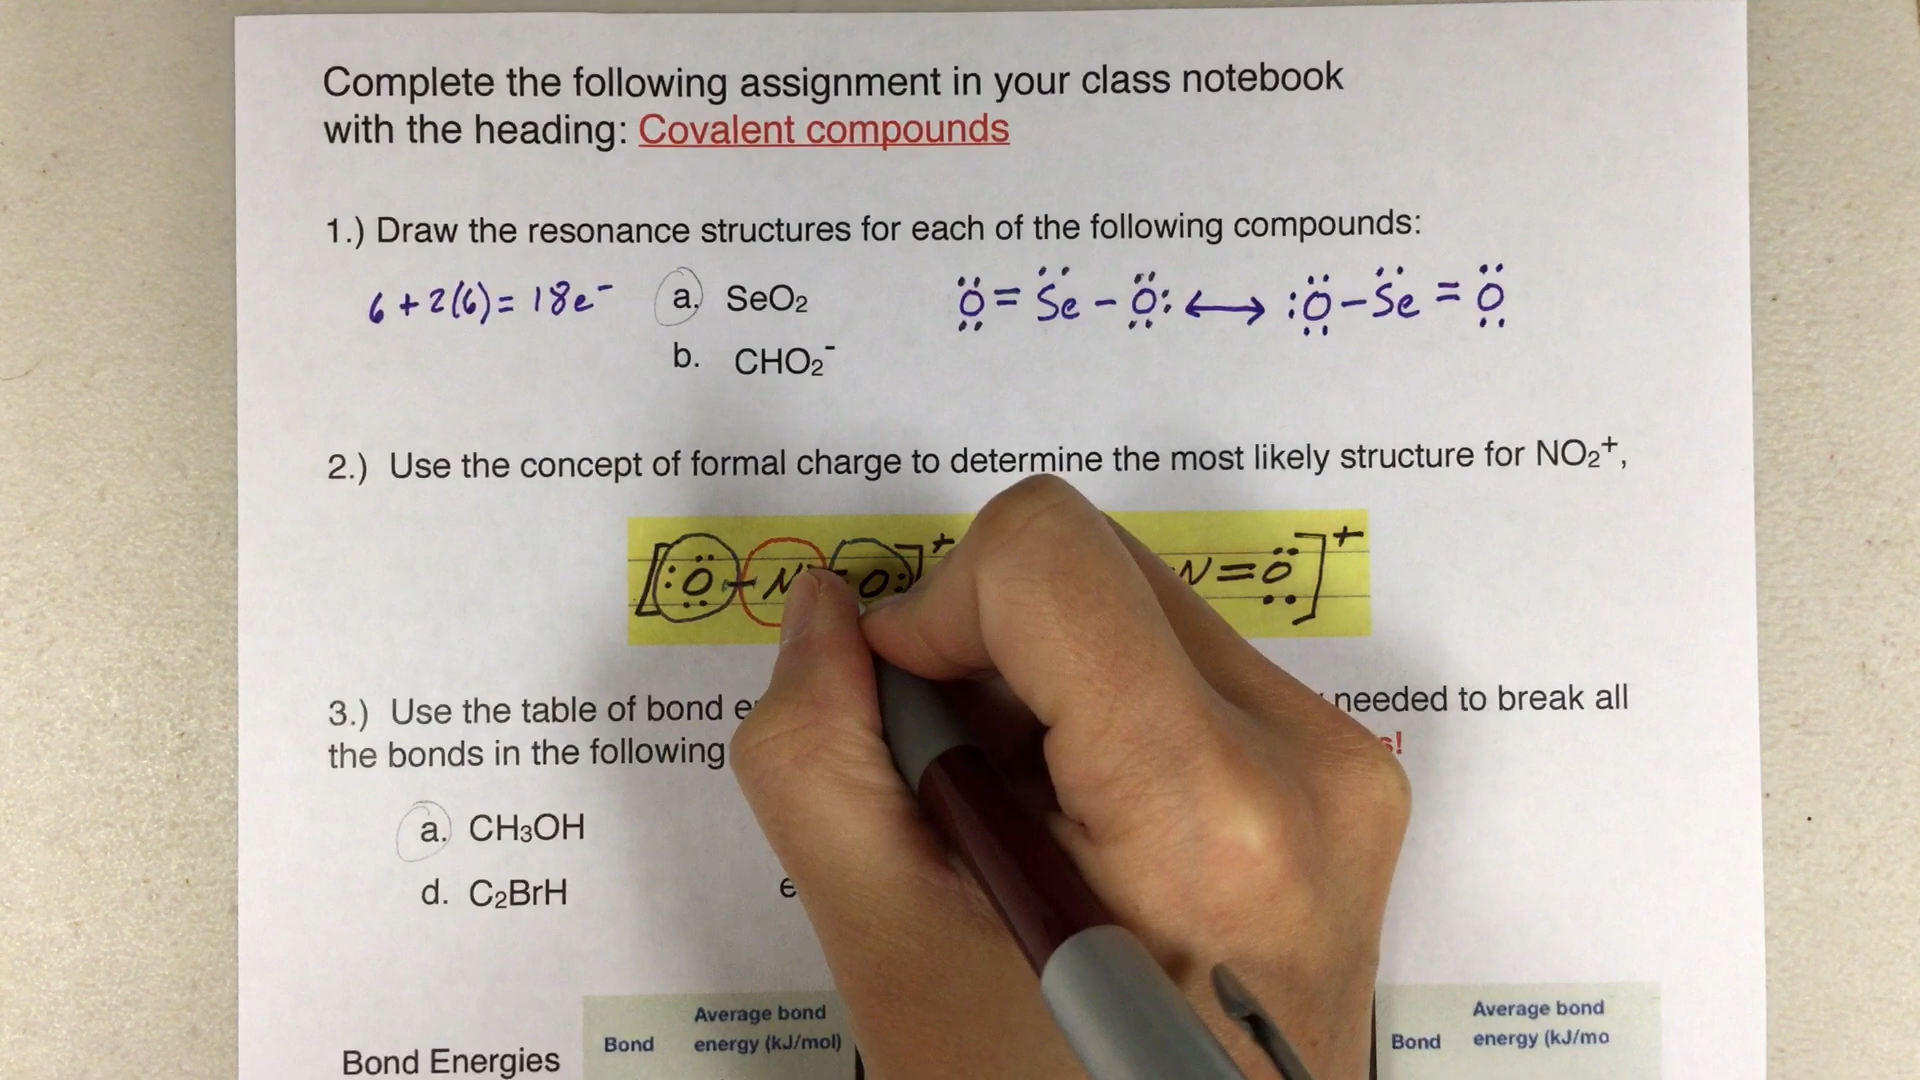 Complete the following assignment in your class notebook
with the heading: Covalent compounds
1.) Draw the resonance structures for each of the following compounds:
6 + 2(6) = 18e⁻ a. SeO₂ :Ö = S̈e - Ö: ⟷ :Ö - S̈e = Ö
b. CHO₂⁻
2.) Use the concept of formal charge to determine the most likely structure for NO₂⁺,
[:Ö - N O:]⁺ N = Ö]⁺
3.) Use the table of bond needed to break all
the bonds in the following
a. CH₃OH
d. C₂BrH
Average bond Average bond
Bond energy (kJ/mol) Bond energy (kJ/mo
Bond Energies